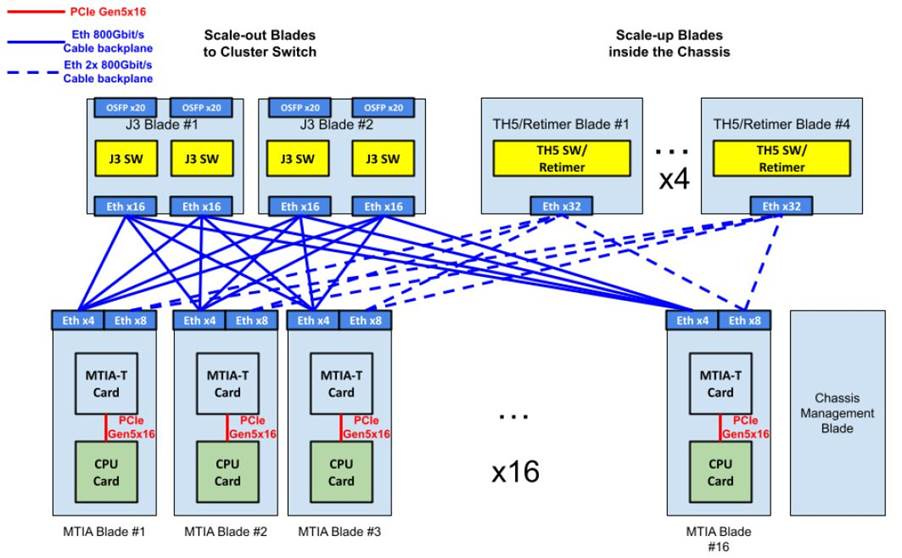 PCIe Gen5x16
Eth 800Gbit/s
Cable backplane
Eth 2x 800Gbit/s
Cable backplane
Scale-out Blades
to Cluster Switch
Scale-up Blades
inside the Chassis
OSFP x20
OSFP x20
J3 Blade #1
J3 SW
J3 SW
Eth x16
Eth x16
OSFP x20
OSFP x20
J3 Blade #2
J3 SW
J3 SW
Eth x16
Eth x16
TH5/Retimer Blade #1
TH5 SW/
Retimer
Eth x32
...
x4
TH5/Retimer Blade #4
TH5 SW/
Retimer
Eth x32
Eth x4
Eth x8
MTIA-T
Card
PCIe
Gen5x16
CPU
Card
MTIA Blade #1
Eth x4
Eth x8
MTIA-T
Card
PCIe
Gen5x16
CPU
Card
MTIA Blade #2
Eth x4
Eth x8
MTIA-T
Card
PCIe
Gen5x16
CPU
Card
MTIA Blade #3
...
x16
Eth x4
Eth x8
MTIA-T
Card
PCIe
Gen5x16
CPU
Card
MTIA Blade
#16
Chassis
Management
Blade